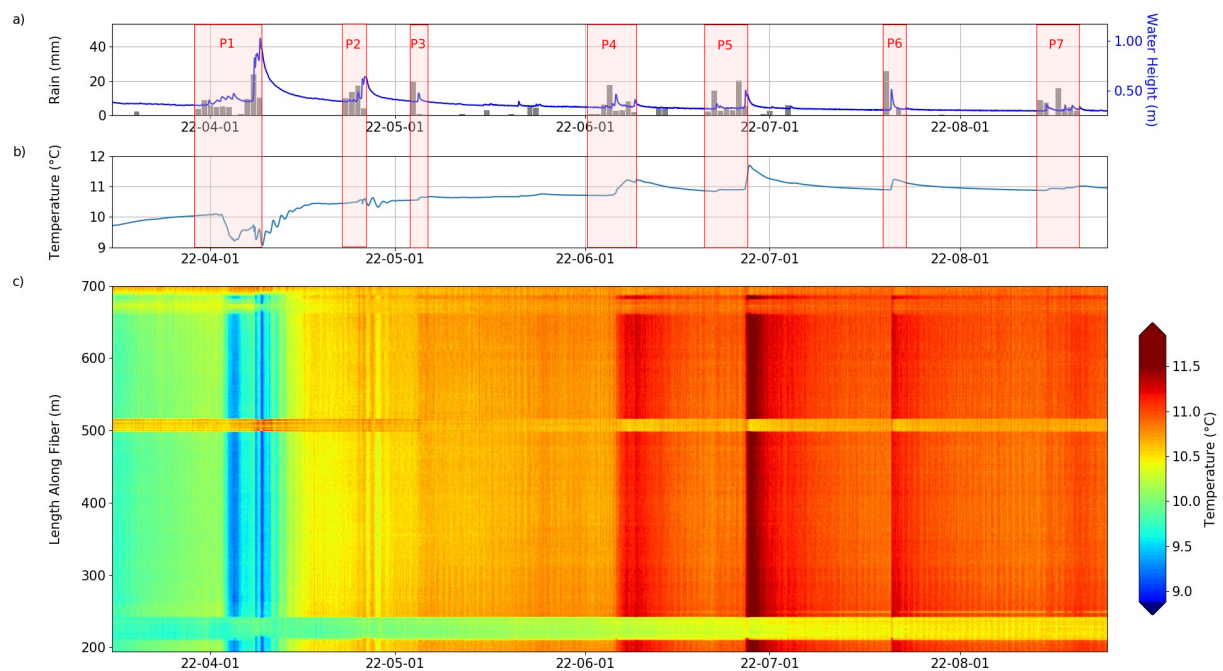 a)
Rain (mm)
40
20
0
P1
P2
P3
P4
P5
P6
P7
1.00
0.50
Water Height (m)
22-04-01
22-05-01
22-06-01
22-07-01
22-08-01
b)
Temperature (°C)
12
11
10
9
22-04-01
22-05-01
22-06-01
22-07-01
22-08-01
c)
Length Along Fiber (m)
700
600
500
400
300
200
22-04-01
22-05-01
22-06-01
22-07-01
22-08-01
11.5
11.0
10.5
10.0
9.5
9.0
Temperature (°C)